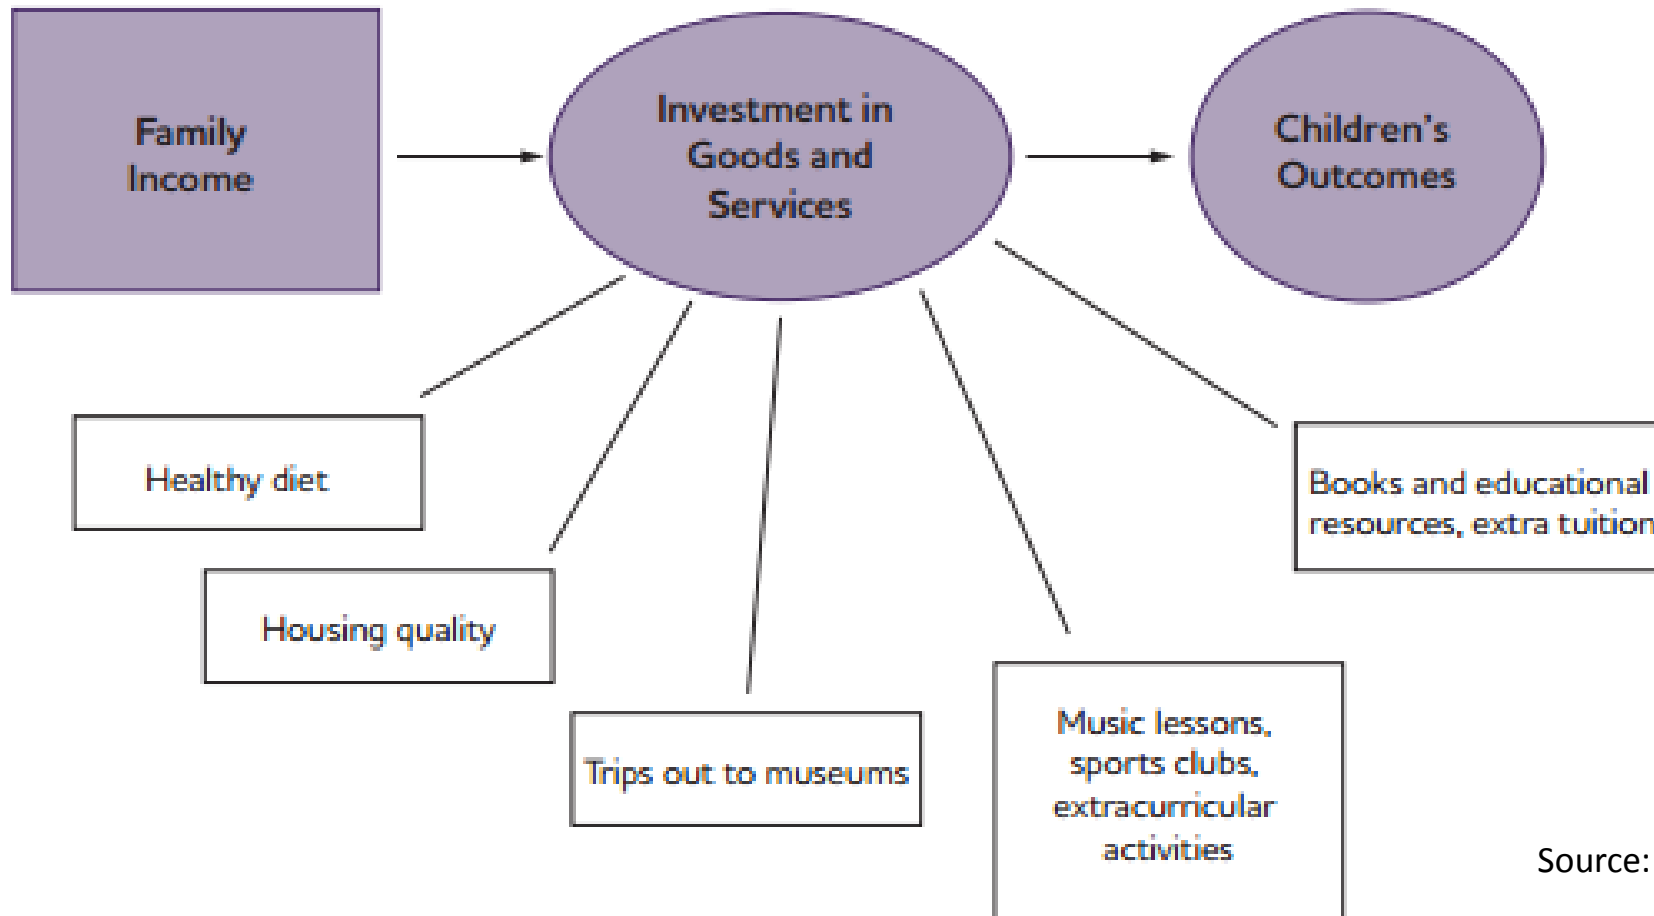 Family
Income
Investment in
Goods and
Services
Children's
Outcomes
Healthy diet
Housing quality
Trips out to museums
Music lessons,
sports clubs,
extracurricular
activities
Books and educational
resources, extra tuition
Source: